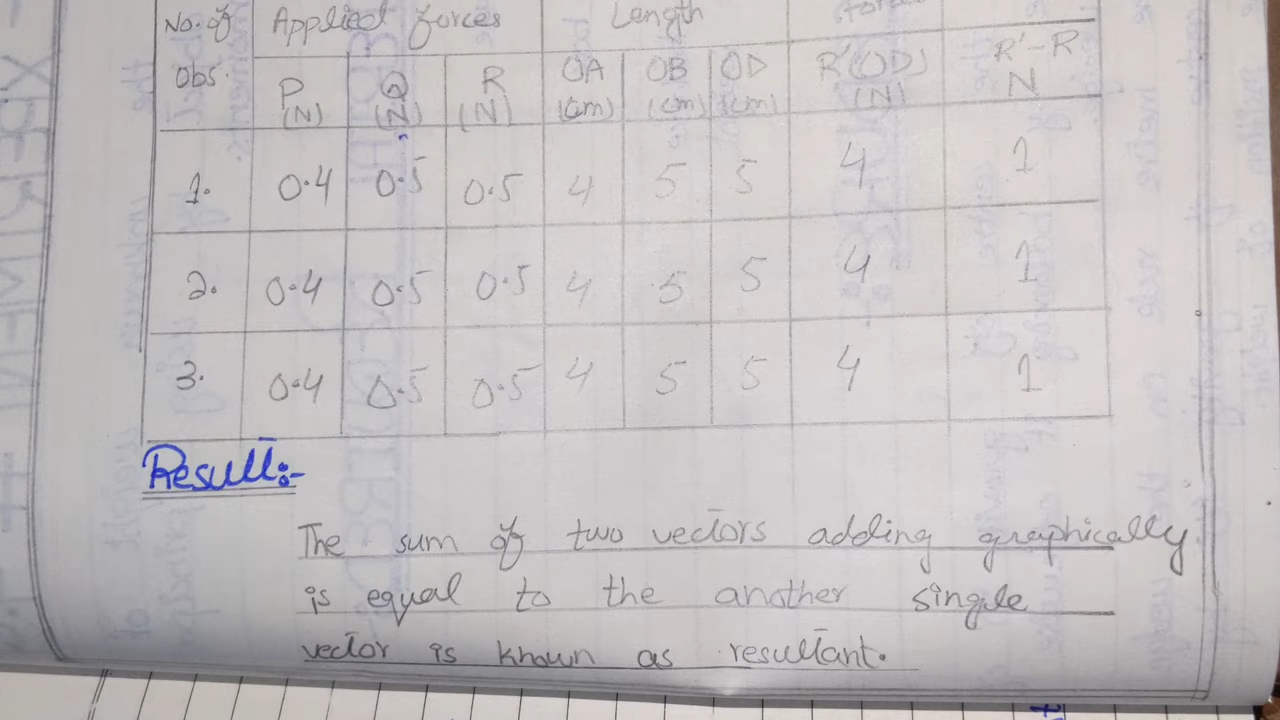 No. of Applied forces Length
Obs. P (N) Q (N) R (N) OA (cm) OB (cm) OD (cm) R'(OD) (N) R'-R N
1. 0.4 0.5 0.5 4 5 5 4 1
2. 0.4 0.5 0.5 4 5 5 4 1
3. 0.4 0.5 0.5 4 5 5 4 1
Result:-
The sum of two vectors adding graphically
is equal to the another single
vector is known as resultant.